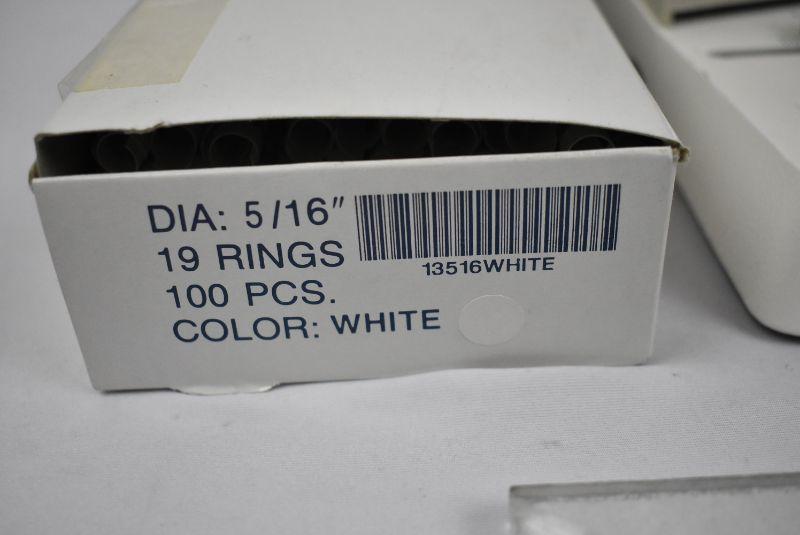 DIA: 5/16"
19 RINGS
100 PCS.
COLOR: WHITE
13516WHITE